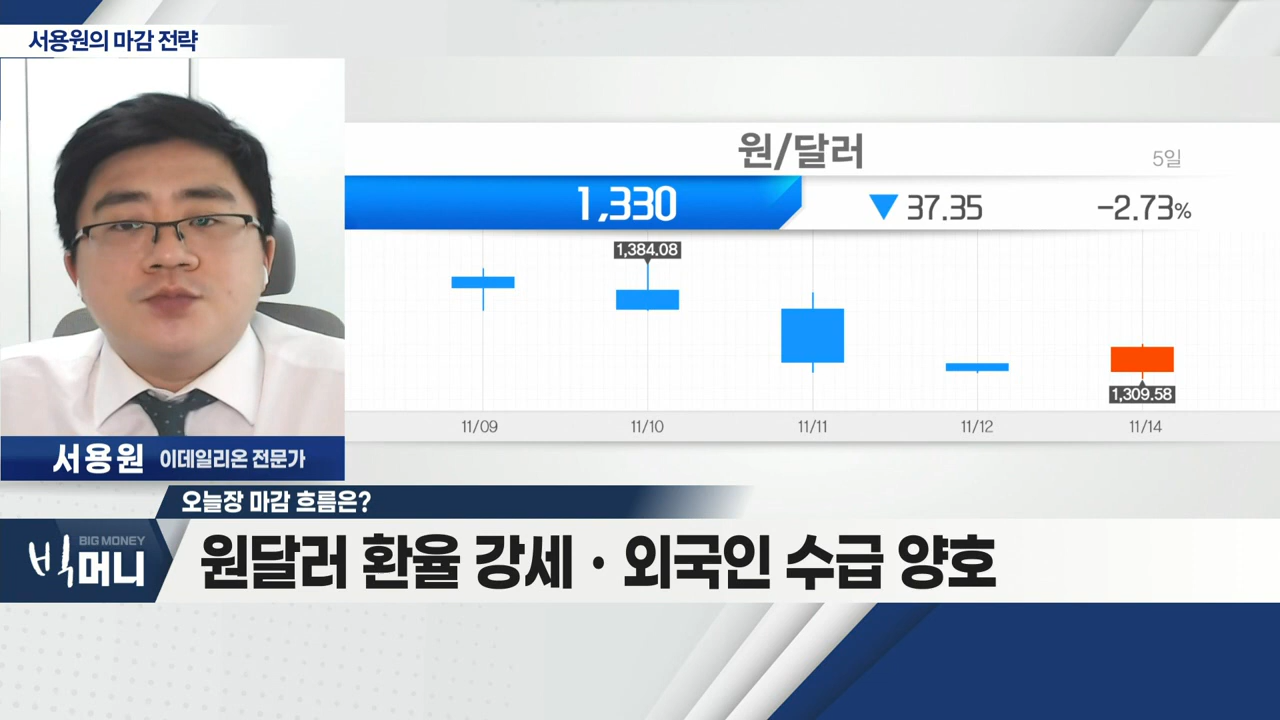 서용원의 마감 전략
원/달러
5일
1,330 ▼ 37.35 -2.73%
1,384.08
1,309.58
11/09 11/10 11/11 11/12 11/14
서용원 이데일리온 전문가
오늘장 마감 흐름은?
BIG MONEY
빅머니
원달러 환율 강세·외국인 수급 양호